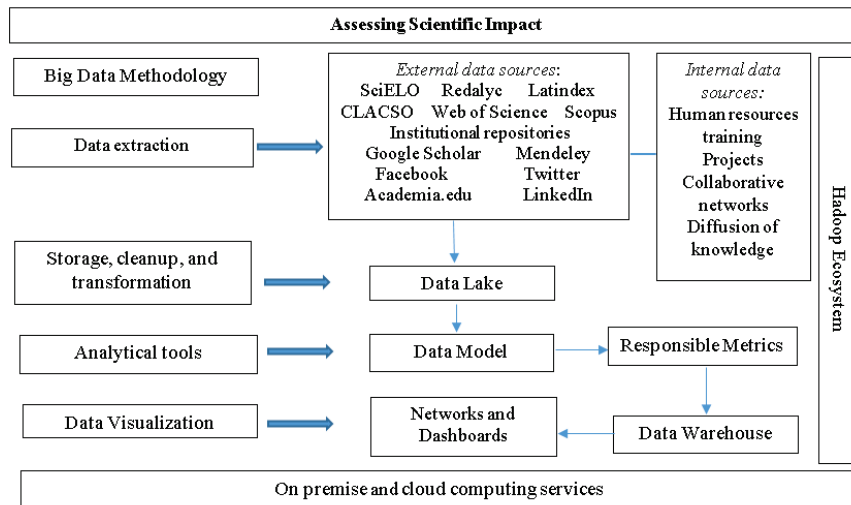 Assessing Scientific Impact
Big Data Methodology
External data sources:
SciELO Redalyc Latindex
CLACSO Web of Science Scopus
Institutional repositories
Google Scholar Mendeley
Facebook Twitter
Academia.edu LinkedIn
Internal data
sources:
Human resources
training
Projects
Collaborative
networks
Diffusion of
knowledge
Hadoop Ecosystem
Data extraction
Storage, cleanup, and
transformation
Data Lake
Analytical tools
Data Model
Responsible Metrics
Data Visualization
Networks and
Dashboards
Data Warehouse
On premise and cloud computing services